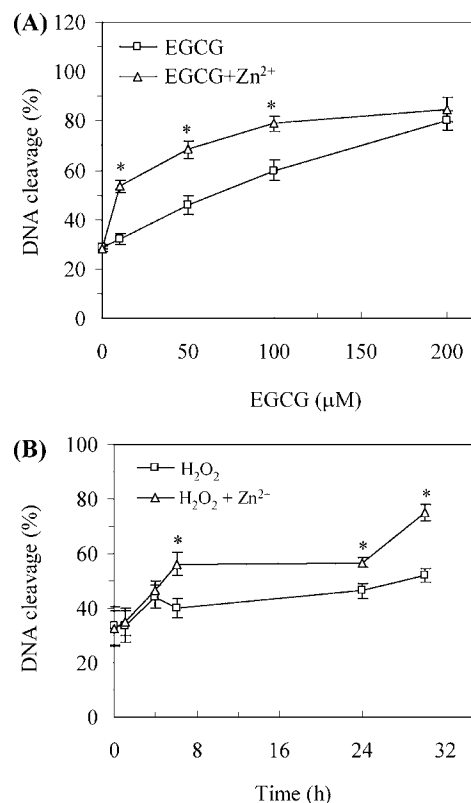 (A)
120
100
80
60
40
20
0
DNA cleavage (%)
EGCG
EGCG+Zn²⁺
*
*
*
0 50 100 150 200
EGCG (μM)
(B)
100
80
60
40
20
0
DNA cleavage (%)
H₂O₂
H₂O₂ + Zn²⁺
*
*
*
0 8 16 24 32
Time (h)